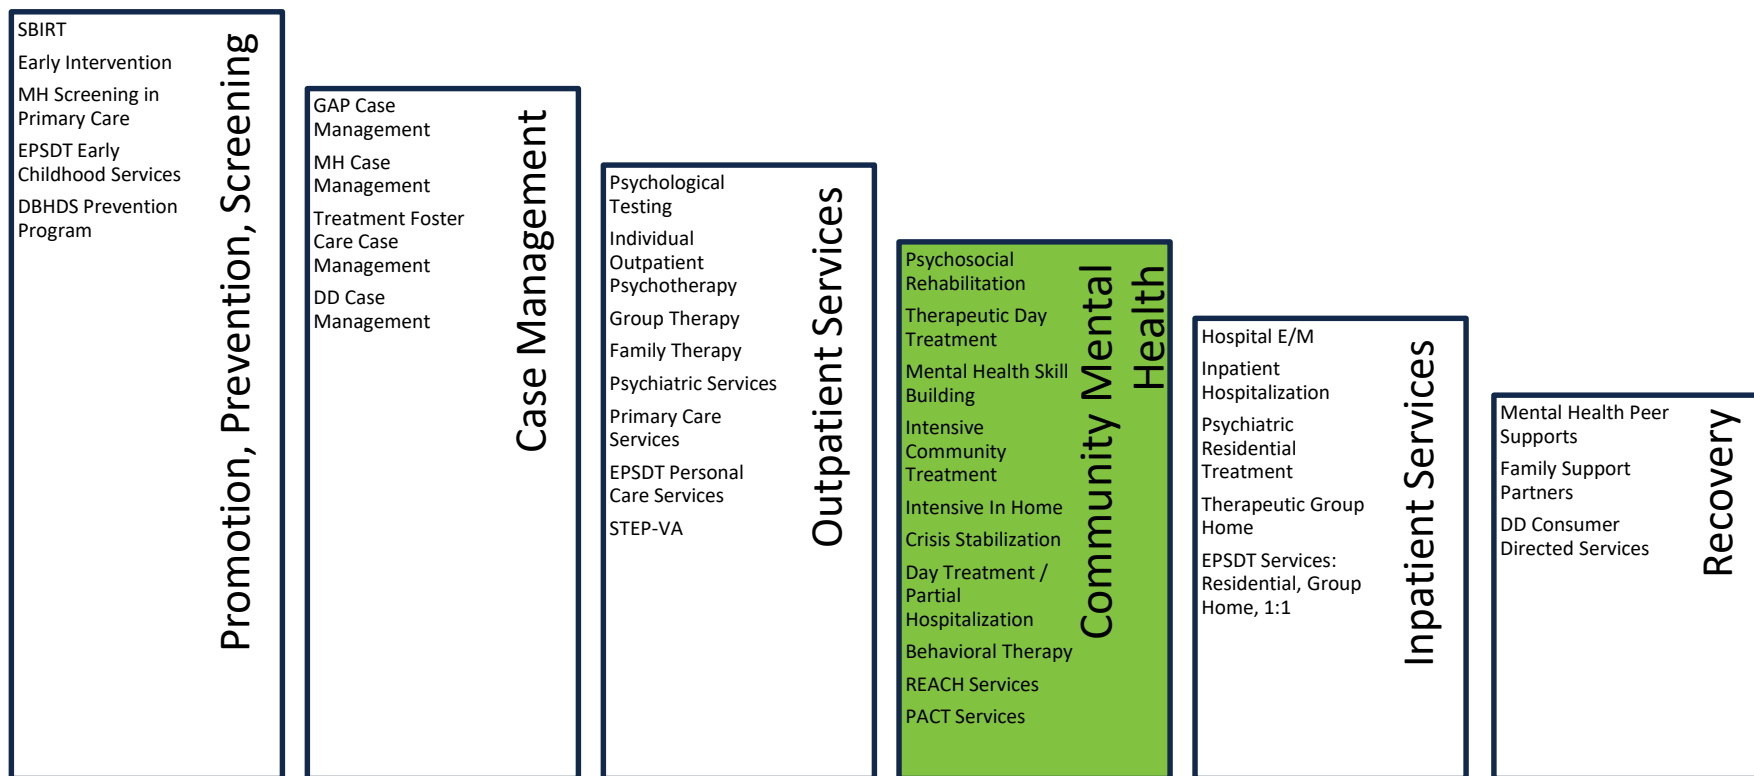 SBIRT
Early Intervention
MH Screening in
Primary Care
EPSDT Early
Childhood Services
DBHDS Prevention
Program
Promotion, Prevention, Screening
GAP Case
Management
MH Case
Management
Treatment Foster
Care Case
Management
DD Case
Management
Case Management
Psychological
Testing
Individual
Outpatient
Psychotherapy
Group Therapy
Family Therapy
Psychiatric Services
Primary Care
Services
EPSDT Personal
Care Services
STEP-VA
Outpatient Services
Psychosocial
Rehabilitation
Therapeutic Day
Treatment
Mental Health Skill
Building
Intensive
Community
Treatment
Intensive In Home
Crisis Stabilization
Day Treatment /
Partial
Hospitalization
Behavioral Therapy
REACH Services
PACT Services
Community Mental
Health
Hospital E/M
Inpatient
Hospitalization
Psychiatric
Residential
Treatment
Therapeutic Group
Home
EPSDT Services:
Residential, Group
Home, 1:1
Inpatient Services
Mental Health Peer
Supports
Family Support
Partners
DD Consumer
Directed Services
Recovery